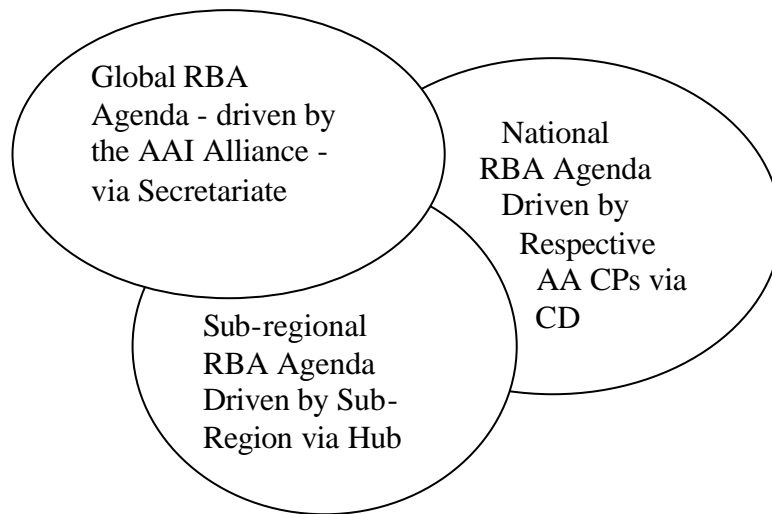 Global RBA
Agenda - driven by
the AAI Alliance -
via Secretariate
National
RBA Agenda
Driven by
Respective
AA CPs via
CD
Sub-regional
RBA Agenda
Driven by Sub-
Region via Hub